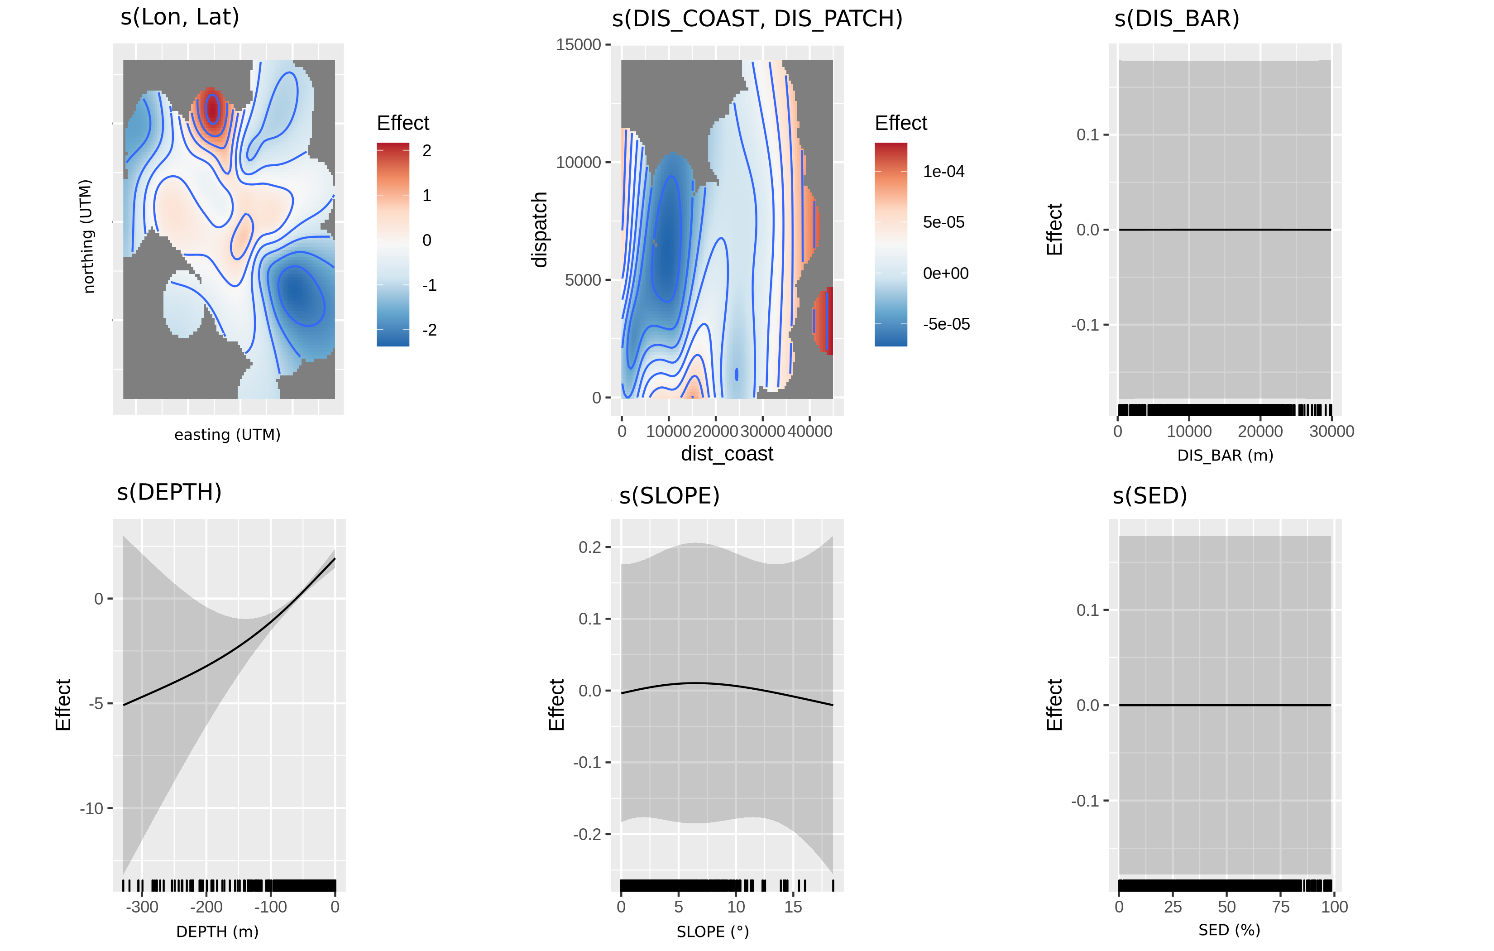 s(Lon, Lat)
northing (UTM)
easting (UTM)
Effect
2
1
0
-1
-2
s(DIS_COAST, DIS_PATCH)
dispatch
15000
10000
5000
0
0 10000 20000 30000 40000
dist_coast
Effect
1e-04
5e-05
0e+00
-5e-05
s(DIS_BAR)
Effect
0.1
0.0
-0.1
0 10000 20000 30000
DIS_BAR (m)
s(DEPTH)
Effect
0
-5
-10
-300 -200 -100 0
DEPTH (m)
s(SLOPE)
Effect
0.2
0.1
0.0
-0.1
-0.2
0 5 10 15
SLOPE (°)
s(SED)
Effect
0.1
0.0
-0.1
0 25 50 75 100
SED (%)